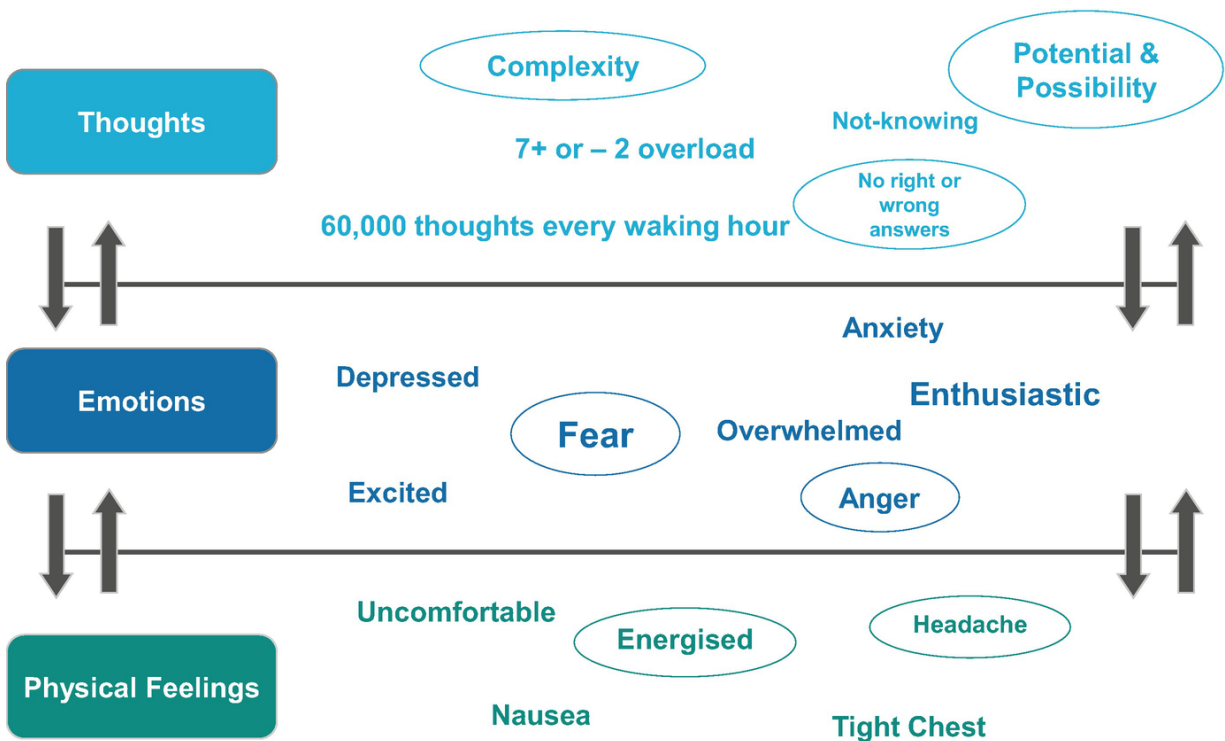 Complexity
Potential &
Possibility
Thoughts
Not-knowing
7+ or – 2 overload
No right or
wrong
answers
60,000 thoughts every waking hour
Anxiety
Depressed
Emotions
Enthusiastic
Fear
Overwhelmed
Excited
Anger
Uncomfortable
Energised
Headache
Physical Feelings
Nausea
Tight Chest